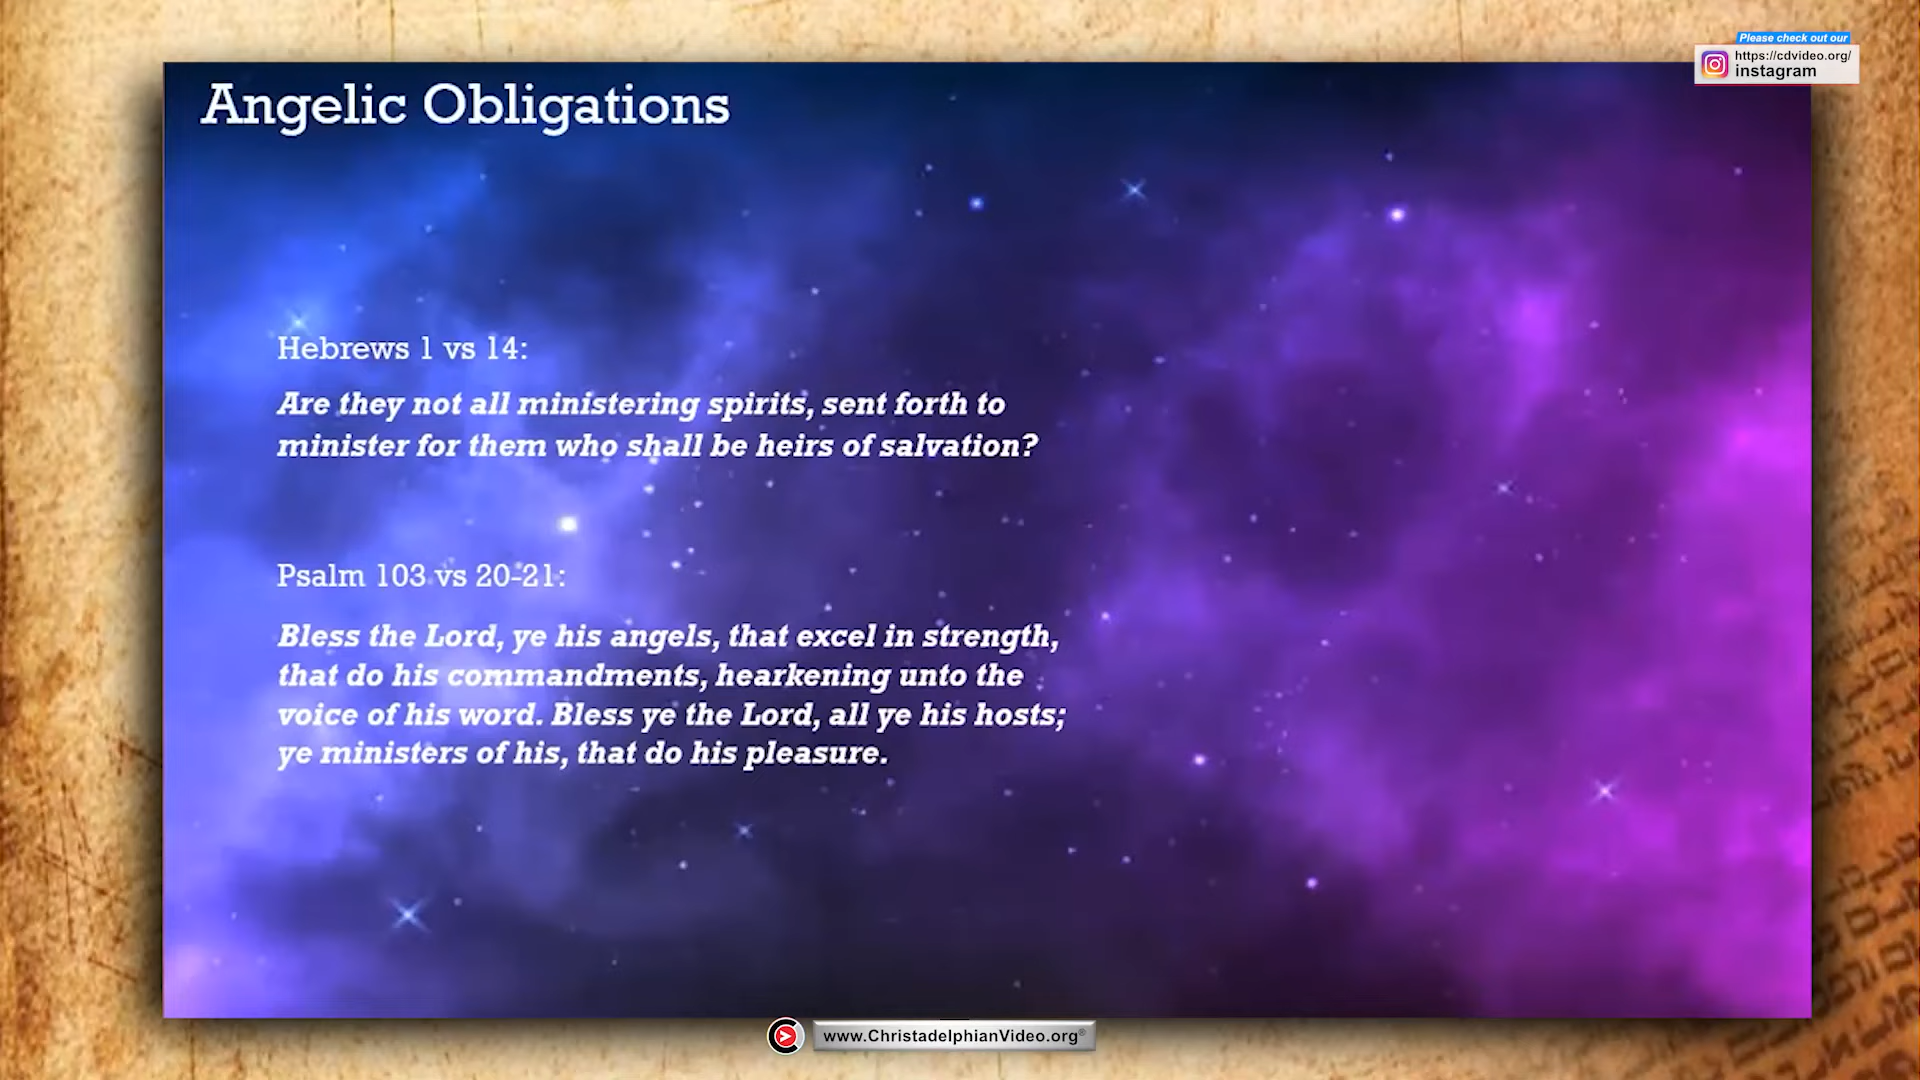 Please check out our
https://cdvideo.org/
instagram
Angelic Obligations
Hebrews 1 vs 14:
Are they not all ministering spirits, sent forth to
minister for them who shall be heirs of salvation?
Psalm 103 vs 20-21:
Bless the Lord, ye his angels, that excel in strength,
that do his commandments, hearkening unto the
voice of his word. Bless ye the Lord, all ye his hosts;
ye ministers of his, that do his pleasure.
www.ChristadelphianVideo.org®